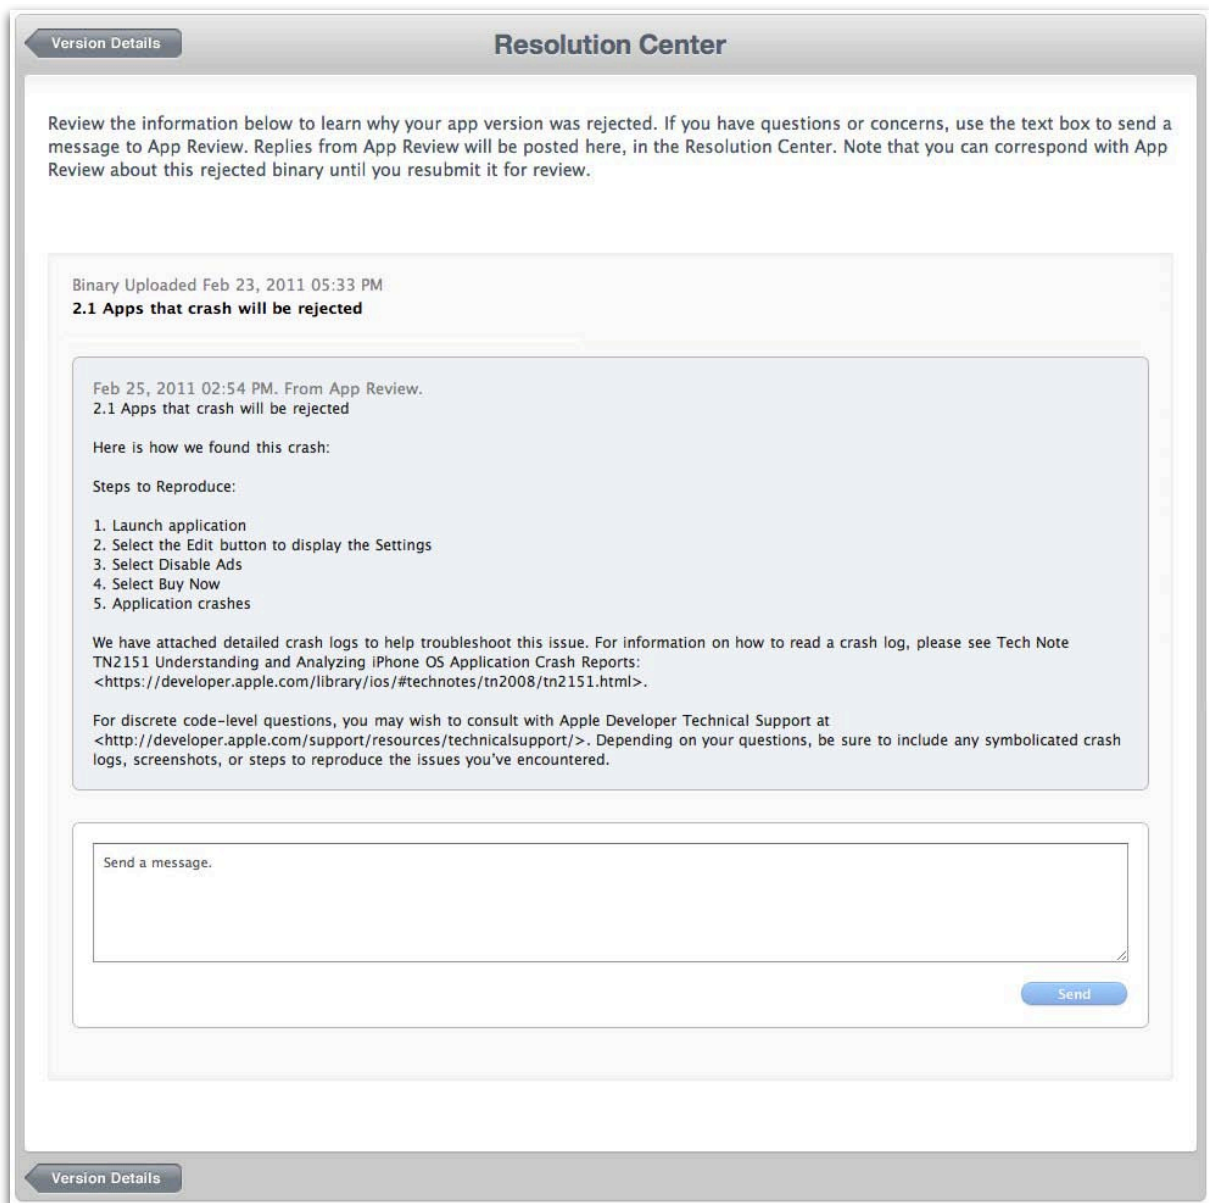 Version Details
Resolution Center
Review the information below to learn why your app version was rejected. If you have questions or concerns, use the text box to send a
message to App Review. Replies from App Review will be posted here, in the Resolution Center. Note that you can correspond with App
Review about this rejected binary until you resubmit it for review.
Binary Uploaded Feb 23, 2011 05:33 PM
2.1 Apps that crash will be rejected
Feb 25, 2011 02:54 PM. From App Review.
2.1 Apps that crash will be rejected
Here is how we found this crash:
Steps to Reproduce:
1. Launch application
2. Select the Edit button to display the Settings
3. Select Disable Ads
4. Select Buy Now
5. Application crashes
We have attached detailed crash logs to help troubleshoot this issue. For information on how to read a crash log, please see Tech Note
TN2151 Understanding and Analyzing iPhone OS Application Crash Reports:
<https://developer.apple.com/library/ios/#technotes/tn2008/tn2151.html>.
For discrete code-level questions, you may wish to consult with Apple Developer Technical Support at
<http://developer.apple.com/support/resources/technicalsupport/>. Depending on your questions, be sure to include any symbolicated crash
logs, screenshots, or steps to reproduce the issues you've encountered.
Send a message.
Send
Version Details